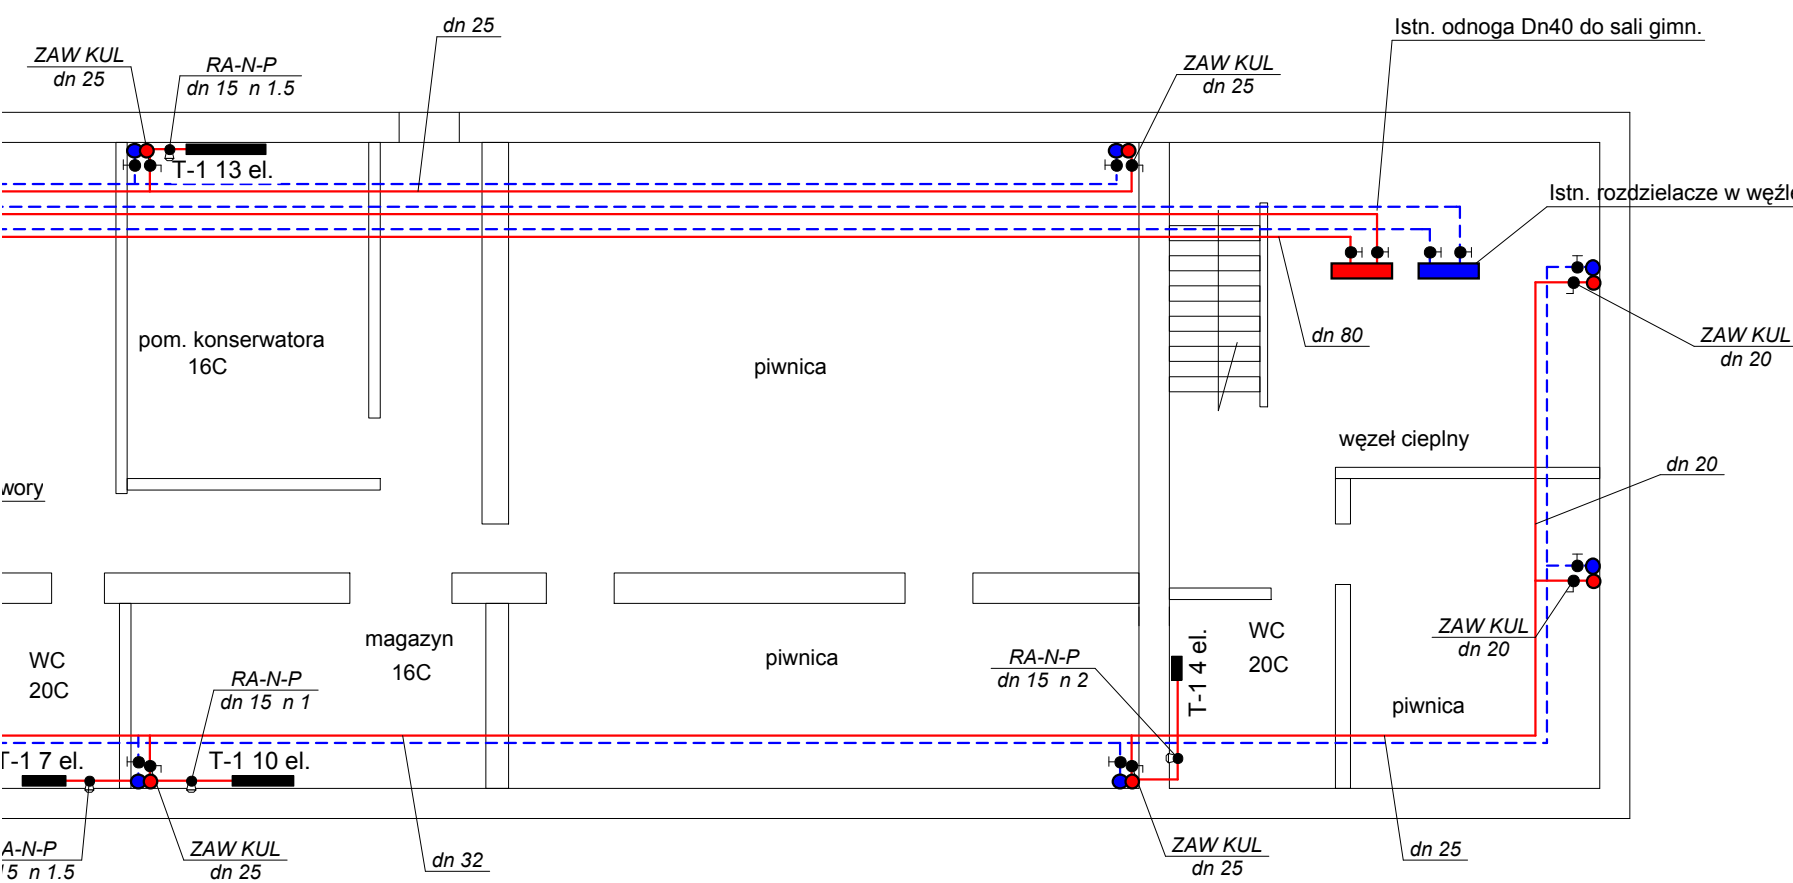 dn 25
Istn. odnoga Dn40 do sali gimn.
ZAW KUL
dn 25
RA-N-P
dn 15 n 1.5
ZAW KUL
dn 25
T-1 13 el.
Istn. rozdzielacze w węźle
pom. konserwatora
16C
piwnica
dn 80
ZAW KUL
dn 20
węzeł cieplny
dn 20
wory
magazyn
16C
WC
20C
piwnica
RA-N-P
dn 15 n 2
T-1 4 el.
WC
20C
ZAW KUL
dn 20
RA-N-P
dn 15 n 1
piwnica
T-1 7 el.
T-1 10 el.
A-N-P
15 n 1.5
ZAW KUL
dn 25
dn 32
ZAW KUL
dn 25
dn 25